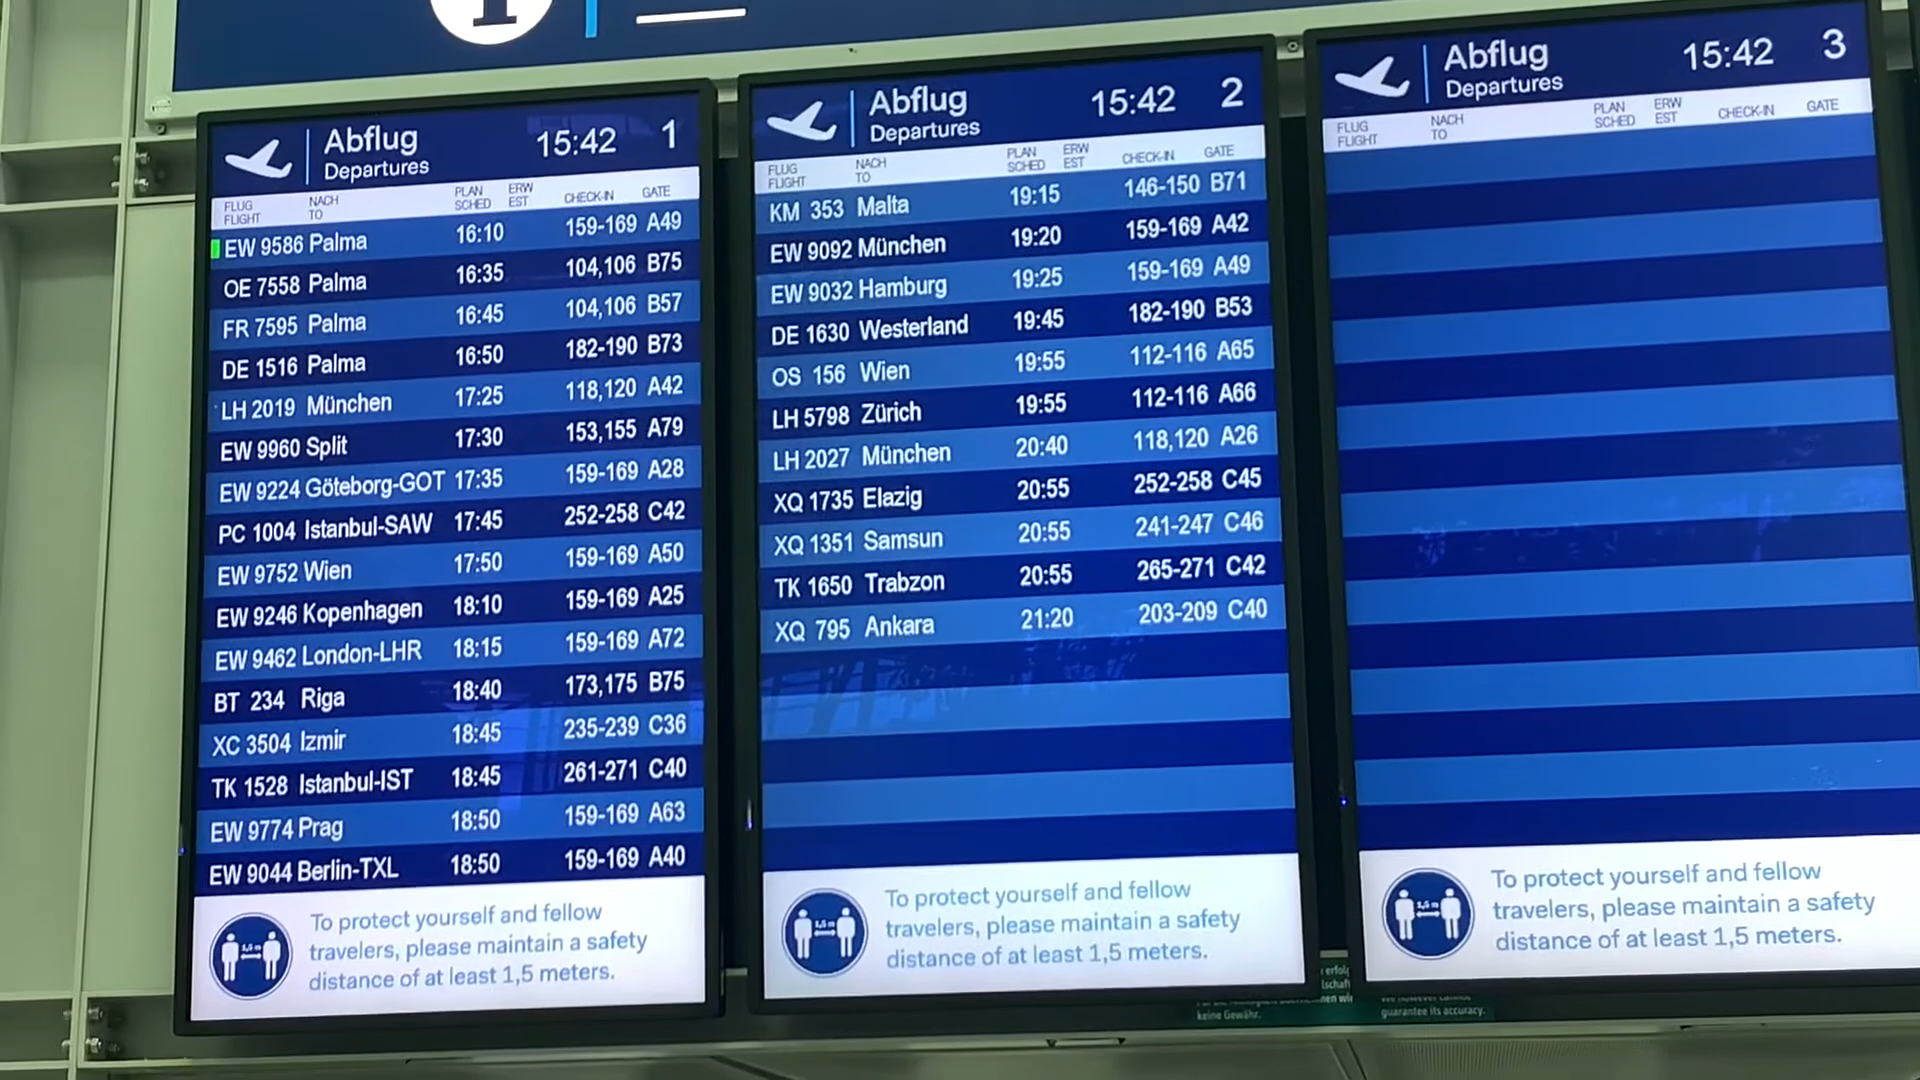 i
Abflug 15:42 1
Departures
FLUG NACH PLAN ERW CHECK-IN GATE
FLIGHT TO SCHED EST
EW 9586 Palma 16:10 159-169 A49
OE 7558 Palma 16:35 104,106 B75
FR 7595 Palma 16:45 104,106 B57
DE 1516 Palma 16:50 182-190 B73
LH 2019 München 17:25 118,120 A42
EW 9960 Split 17:30 153,155 A79
EW 9224 Göteborg-GOT 17:35 159-169 A28
PC 1004 Istanbul-SAW 17:45 252-258 C42
EW 9752 Wien 17:50 159-169 A50
EW 9246 Kopenhagen 18:10 159-169 A25
EW 9462 London-LHR 18:15 159-169 A72
BT 234 Riga 18:40 173,175 B75
XC 3504 Izmir 18:45 235-239 C36
TK 1528 Istanbul-IST 18:45 261-271 C40
EW 9774 Prag 18:50 159-169 A63
EW 9044 Berlin-TXL 18:50 159-169 A40
1,5 m
To protect yourself and fellow
travelers, please maintain a safety
distance of at least 1,5 meters.
Abflug 15:42 2
Departures
FLUG NACH PLAN ERW CHECK-IN GATE
FLIGHT TO SCHED EST
KM 353 Malta 19:15 146-150 B71
EW 9092 München 19:20 159-169 A42
EW 9032 Hamburg 19:25 159-169 A49
DE 1630 Westerland 19:45 182-190 B53
OS 156 Wien 19:55 112-116 A65
LH 5798 Zürich 19:55 112-116 A66
LH 2027 München 20:40 118,120 A26
XQ 1735 Elazig 20:55 252-258 C45
XQ 1351 Samsun 20:55 241-247 C46
TK 1650 Trabzon 20:55 265-271 C42
XQ 795 Ankara 21:20 203-209 C40
1,5 m
To protect yourself and fellow
travelers, please maintain a safety
distance of at least 1,5 meters.
Abflug 15:42 3
Departures
FLUG NACH PLAN ERW CHECK-IN GATE
FLIGHT TO SCHED EST
1,5 m
To protect yourself and fellow
travelers, please maintain a safety
distance of at least 1,5 meters.
keine Gewähr.
guarantee its accuracy.